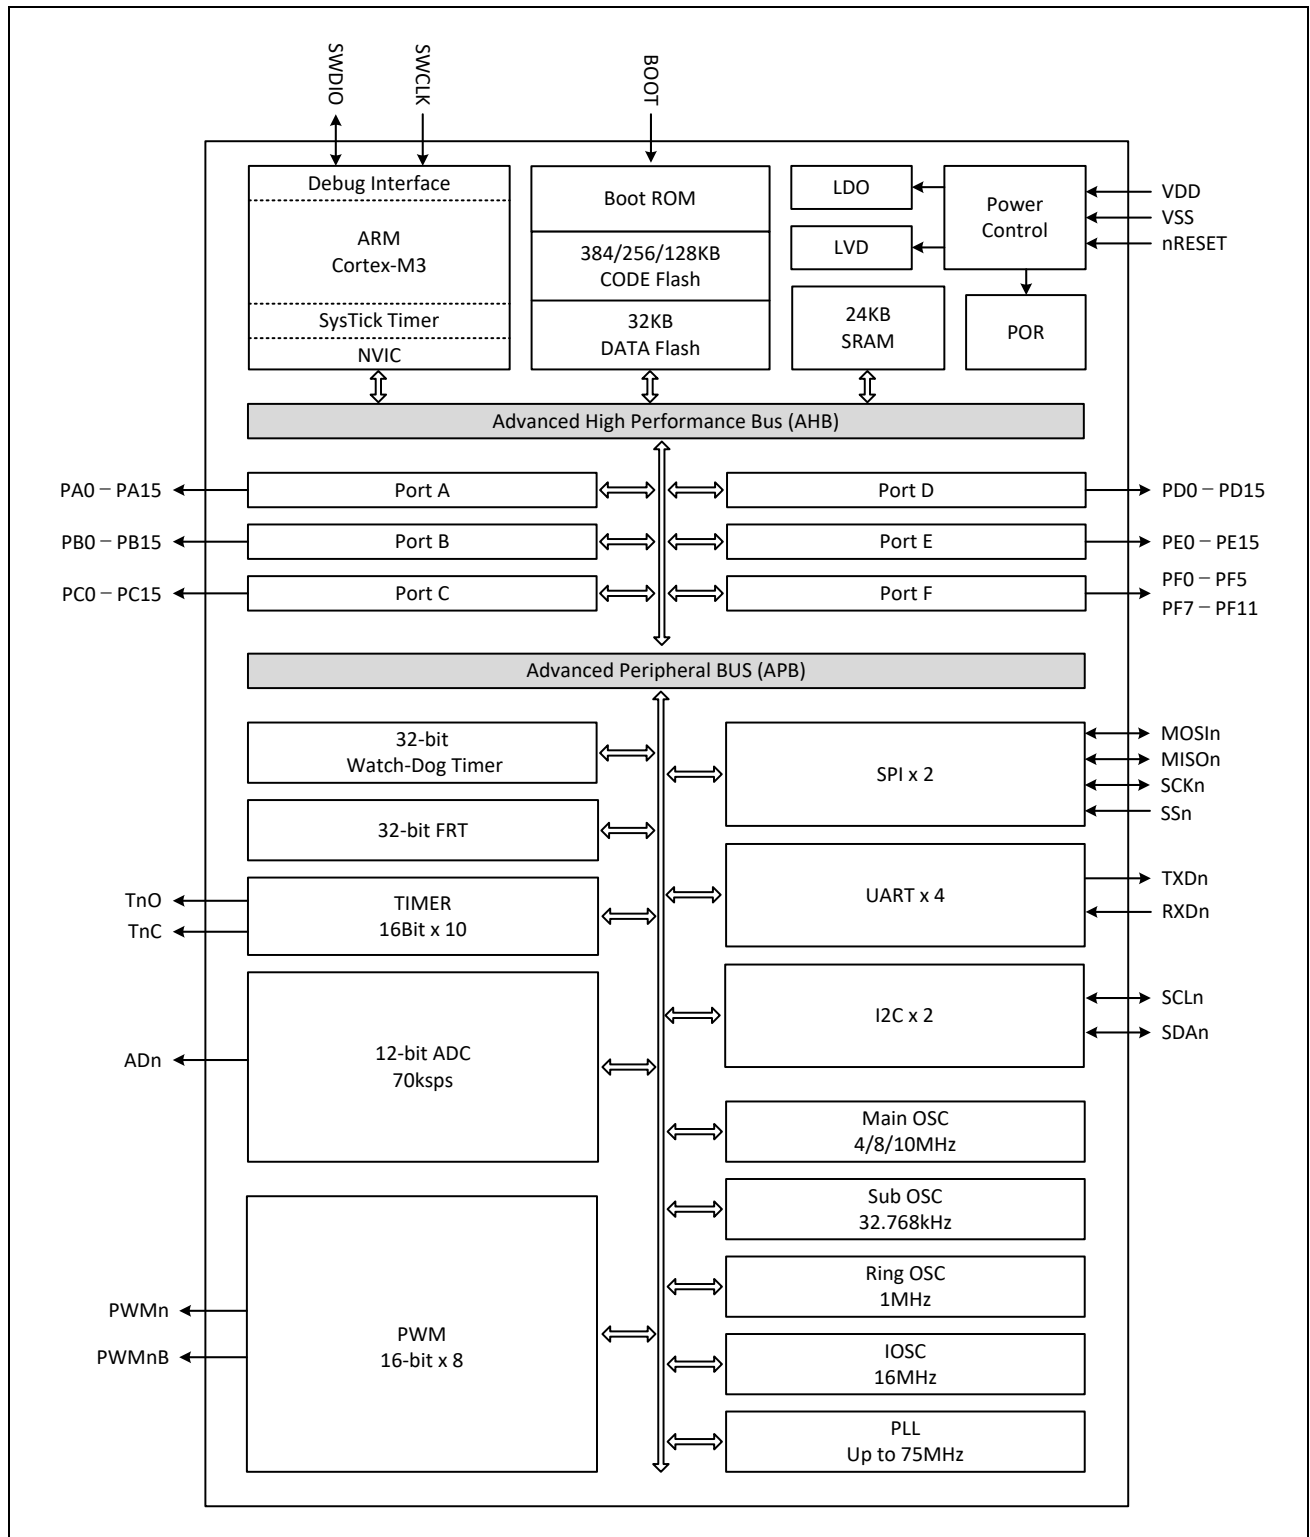 SWDIO
SWCLK
BOOT
Debug Interface
ARM
Cortex-M3
SysTick Timer
NVIC
Boot ROM
384/256/128KB
CODE Flash
32KB
DATA Flash
LDO
LVD
24KB
SRAM
Power
Control
POR
VDD
VSS
nRESET
Advanced High Performance Bus (AHB)
PA0 – PA15
Port A
Port D
PD0 – PD15
PB0 – PB15
Port B
Port E
PE0 – PE15
PC0 – PC15
Port C
Port F
PF0 – PF5
PF7 – PF11
Advanced Peripheral BUS (APB)
32-bit
Watch-Dog Timer
SPI x 2
MOSIn
MISOn
SCKn
SSn
32-bit FRT
TnO
TnC
TIMER
16Bit x 10
UART x 4
TXDn
RXDn
ADn
12-bit ADC
70ksps
I2C x 2
SCLn
SDAn
Main OSC
4/8/10MHz
Sub OSC
32.768kHz
Ring OSC
1MHz
PWMn
PWMnB
PWM
16-bit x 8
IOSC
16MHz
PLL
Up to 75MHz